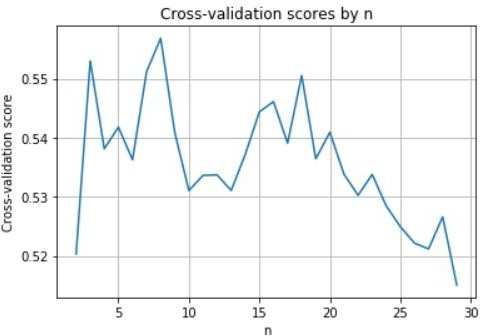 Cross-validation scores by n
Cross-validation score
0.55
0.54
0.53
0.52
5 10 15 20 25 30
n